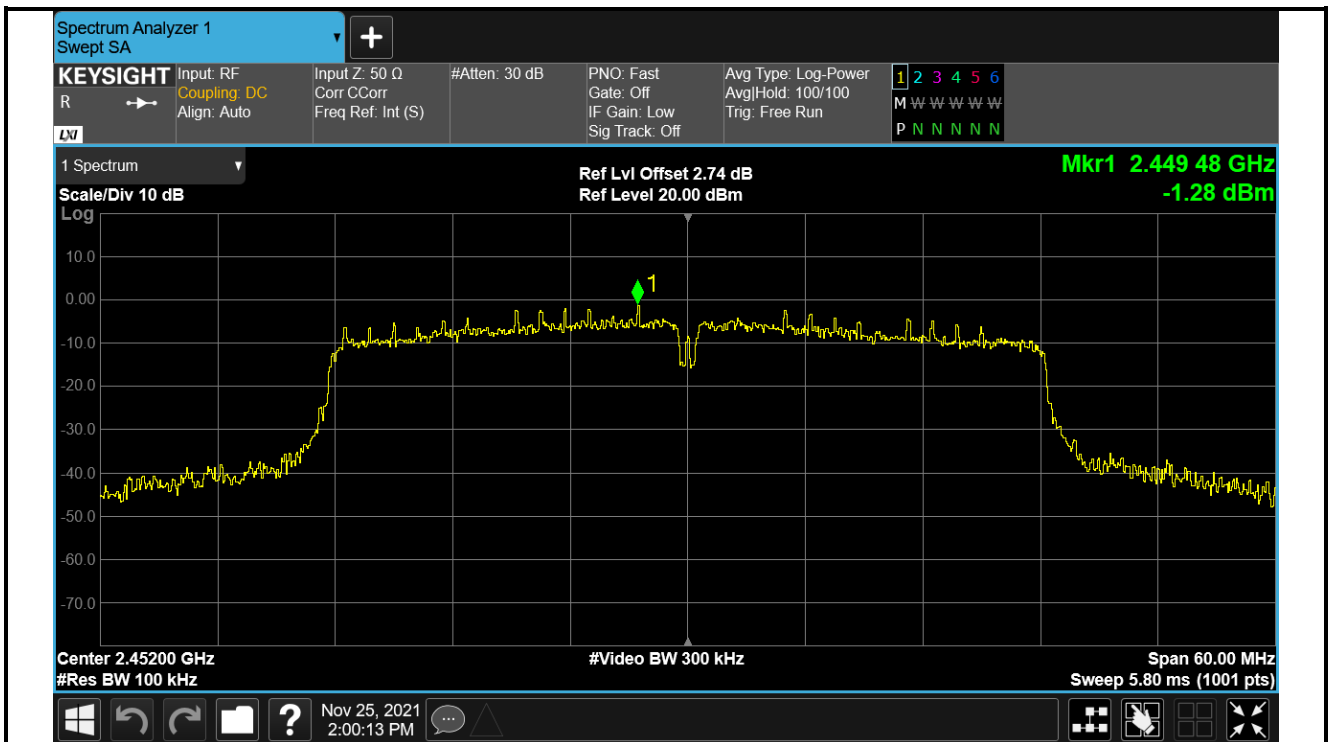 Spectrum Analyzer 1
Swept SA
KEYSIGHT
R
LXI
Input: RF
Coupling: DC
Align: Auto
Input Z: 50 Ω
Corr CCorr
Freq Ref: Int (S)
#Atten: 30 dB
PNO: Fast
Gate: Off
IF Gain: Low
Sig Track: Off
Avg Type: Log-Power
Avg|Hold: 100/100
Trig: Free Run
1 2 3 4 5 6
M W W W W W
P N N N N N
1 Spectrum
Scale/Div 10 dB
Ref Lvl Offset 2.74 dB
Ref Level 20.00 dBm
Mkr1 2.449 48 GHz
-1.28 dBm
Log
10.0
0.00
-10.0
-20.0
-30.0
-40.0
-50.0
-60.0
-70.0
1
Center 2.45200 GHz
#Res BW 100 kHz
#Video BW 300 kHz
Span 60.00 MHz
Sweep 5.80 ms (1001 pts)
?
Nov 25, 2021
2:00:13 PM